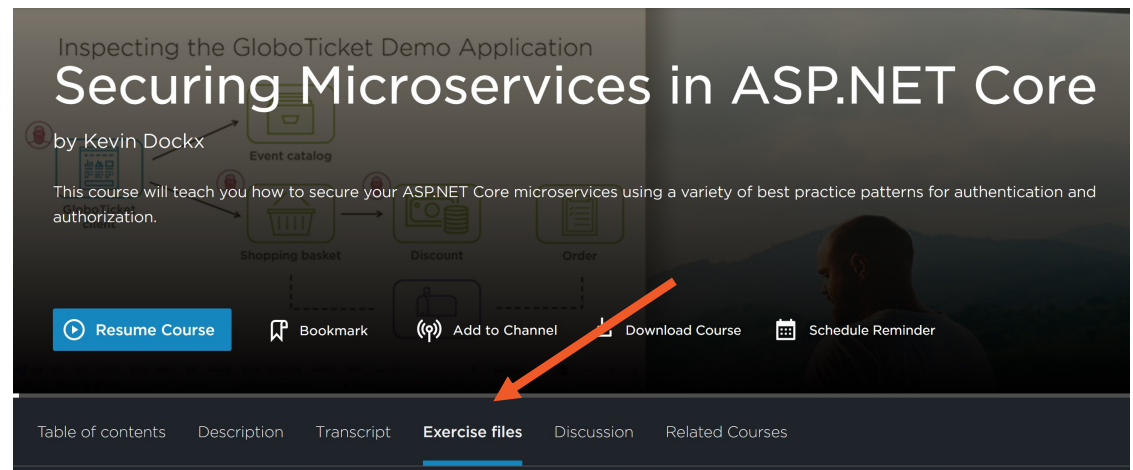 Inspecting the GloboTicket Demo Application
Securing Microservices in ASP.NET Core
by Kevin Dockx
Event catalog
This course will teach you how to secure your ASP.NET Core microservices using a variety of best practice patterns for authentication and
authorization.
GloboTicket
client
Shopping basket
Discount
Order
Resume Course
Bookmark
Add to Channel
Download Course
Schedule Reminder
Table of contents
Description
Transcript
Exercise files
Discussion
Related Courses